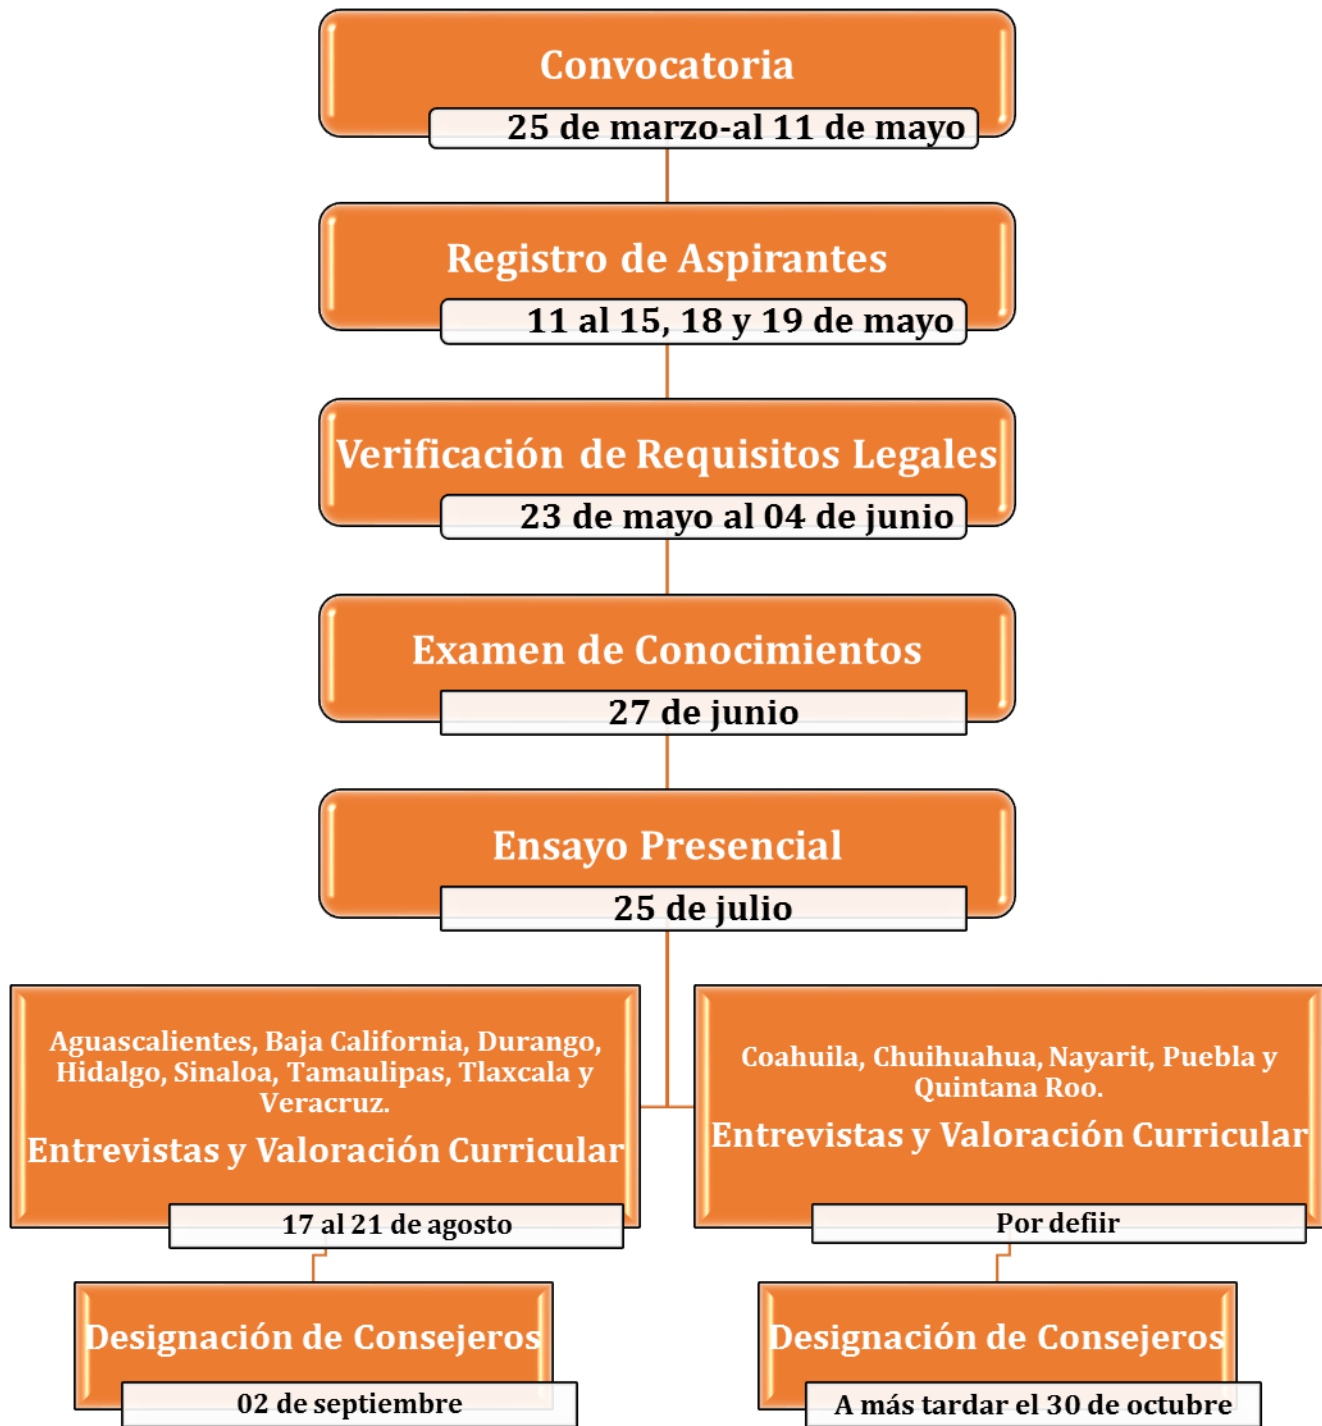 Convocatoria
25 de marzo-al 11 de mayo
Registro de Aspirantes
11 al 15, 18 y 19 de mayo
Verificación de Requisitos Legales
23 de mayo al 04 de junio
Examen de Conocimientos
27 de junio
Ensayo Presencial
25 de julio
Aguascalientes, Baja California, Durango,
Hidalgo, Sinaloa, Tamaulipas, Tlaxcala y
Veracruz.
Entrevistas y Valoración Curricular
17 al 21 de agosto
Designación de Consejeros
02 de septiembre
Coahuila, Chuihuahua, Nayarit, Puebla y
Quintana Roo.
Entrevistas y Valoración Curricular
Por defiir
Designación de Consejeros
A más tardar el 30 de octubre